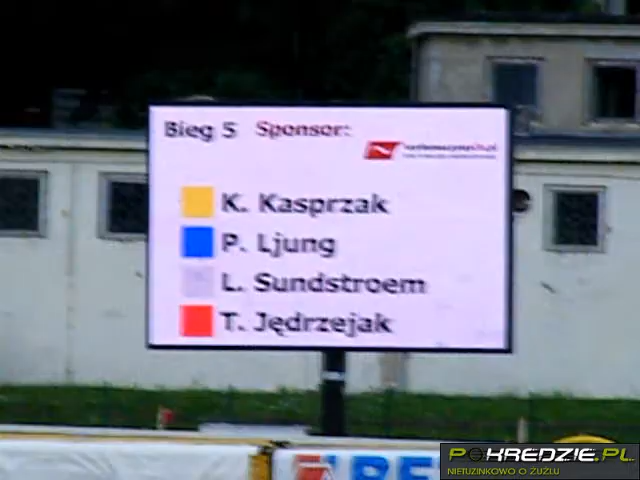 Bieg 5 Sponsor:
K. Kasprzak
P. Ljung
L. Sundstroem
T. Jędrzejak
POKREDZIE.PL
NIETUZINKOWO O ŻUŻLU